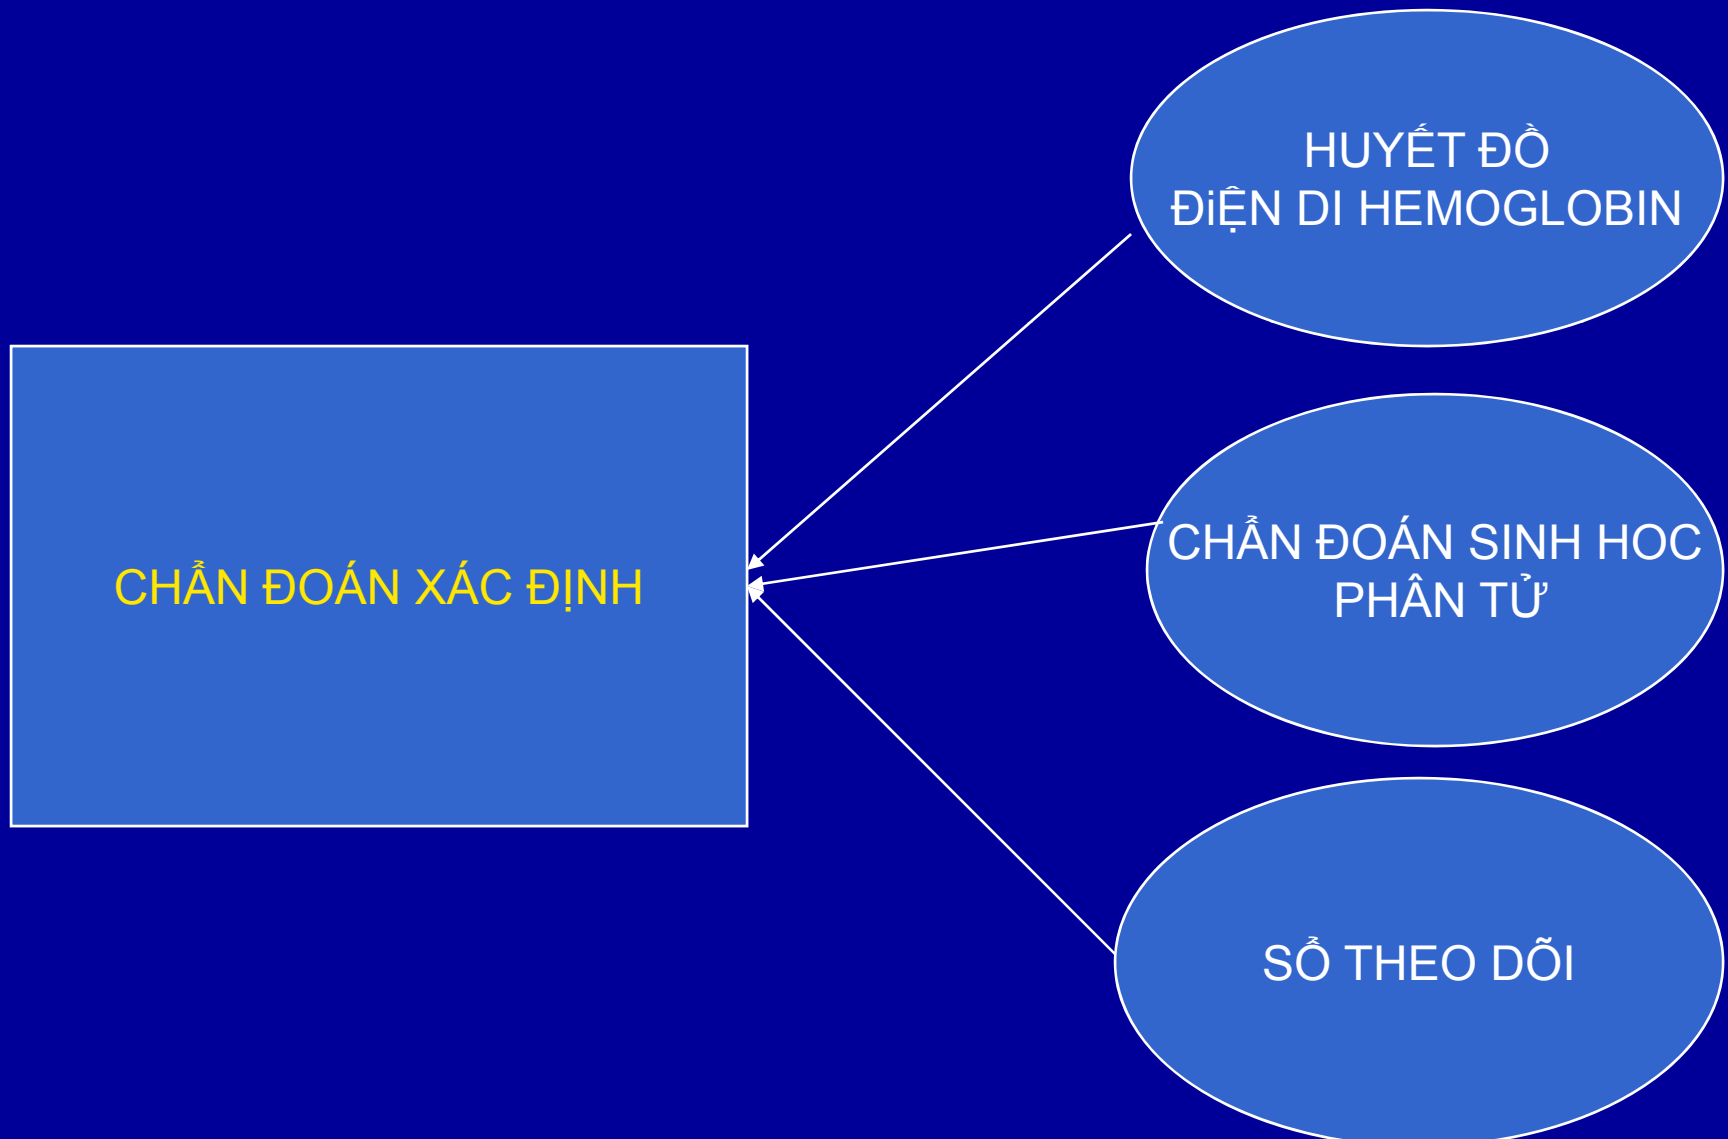 HUYẾT ĐỒ
ĐiỆN DI HEMOGLOBIN
CHẨN ĐOÁN XÁC ĐỊNH
CHẨN ĐOÁN SINH HOC
PHÂN TỬ
SỔ THEO DÕI